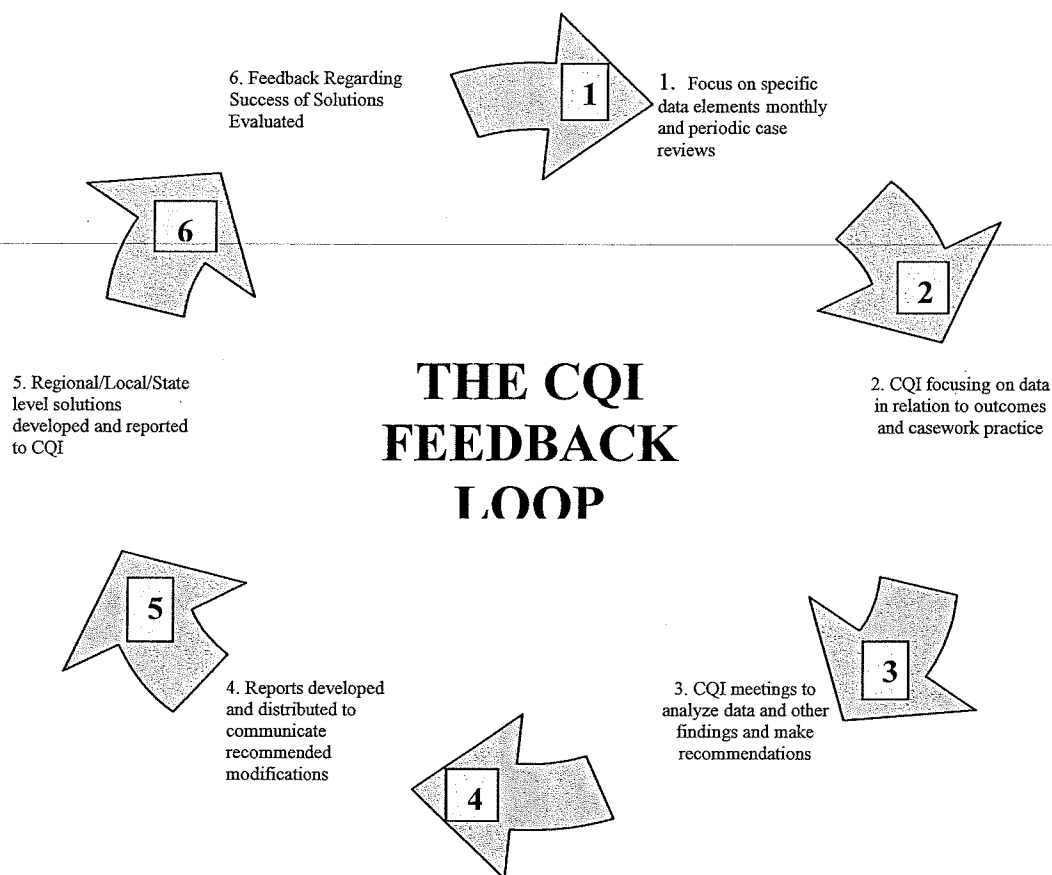 6. Feedback Regarding
Success of Solutions
Evaluated
1
1. Focus on specific
data elements monthly
and periodic case
reviews
6
2
5. Regional/Local/State
level solutions
developed and reported
to CQI
THE CQI
FEEDBACK
LOOP
2. CQI focusing on data
in relation to outcomes
and casework practice
5
4. Reports developed
and distributed to
communicate
recommended
modifications
3
3. CQI meetings to
analyze data and other
findings and make
recommendations
4